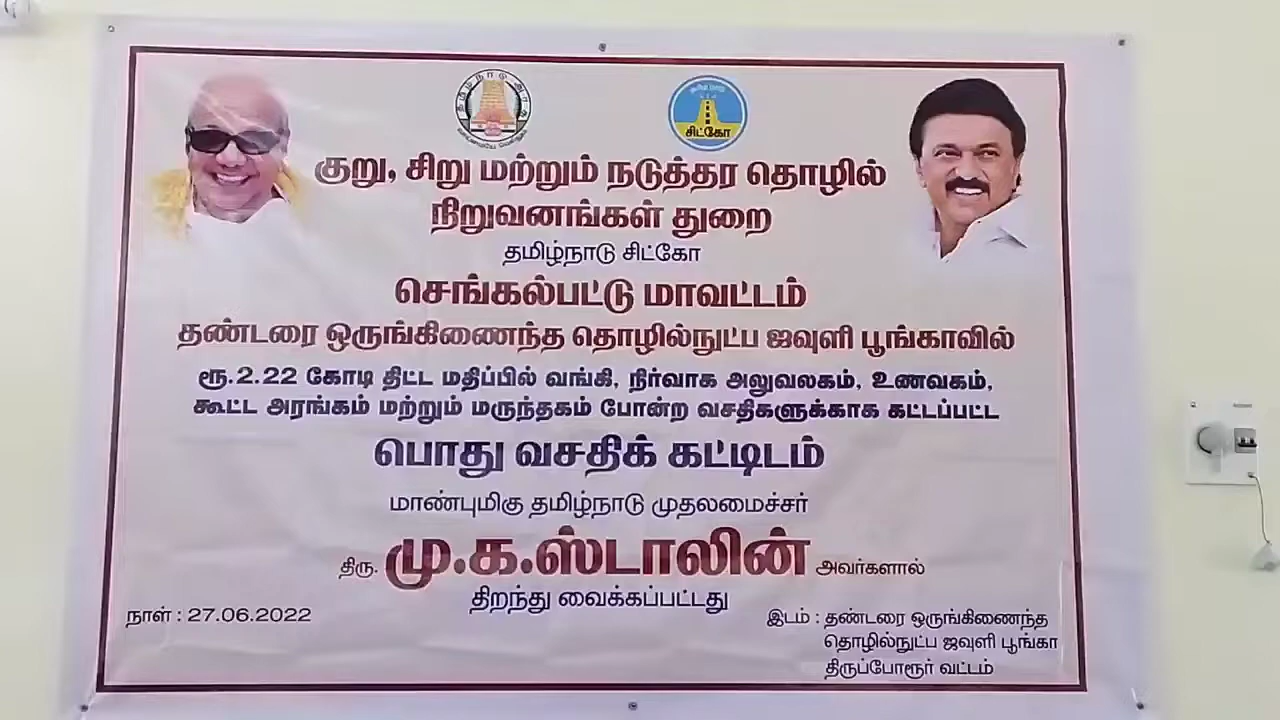 தமிழ்நாடு அரசு
வாய்மையே வெல்லும்
சிட்கோ
குறு, சிறு மற்றும் நடுத்தர தொழில்
நிறுவனங்கள் துறை
தமிழ்நாடு சிட்கோ
செங்கல்பட்டு மாவட்டம்
தண்டரை ஒருங்கிணைந்த தொழில்நுட்ப ஜவுளி பூங்காவில்
ரூ.2.22 கோடி திட்ட மதிப்பில் வங்கி, நிர்வாக அலுவலகம், உணவகம்,
கூட்ட அரங்கம் மற்றும் மருந்தகம் போன்ற வசதிகளுக்காக கட்டப்பட்ட
பொது வசதிக் கட்டிடம்
மாண்புமிகு தமிழ்நாடு முதலமைச்சர்
திரு. மு.க.ஸ்டாலின் அவர்களால்
திறந்து வைக்கப்பட்டது
நாள் : 27.06.2022
இடம் : தண்டரை ஒருங்கிணைந்த
தொழில்நுட்ப ஜவுளி பூங்கா
திருப்போரூர் வட்டம்